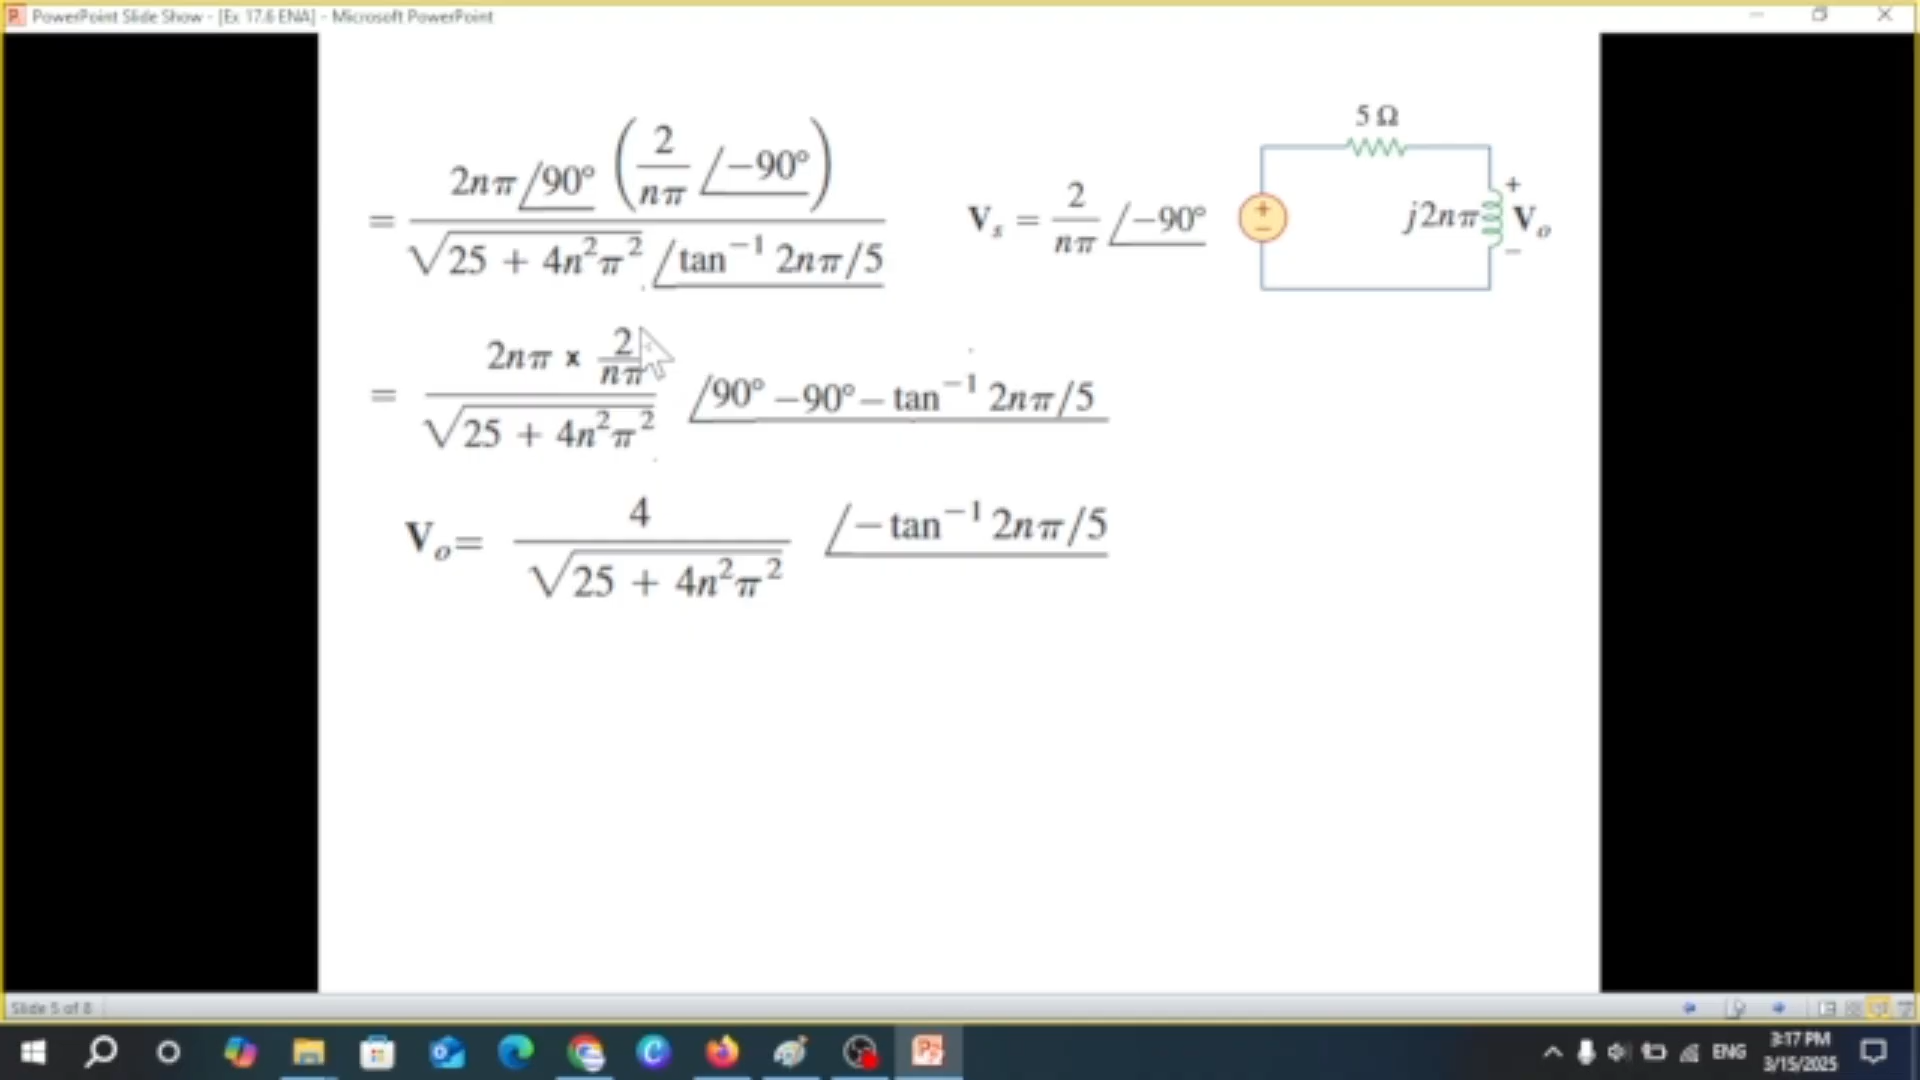 PowerPoint Slide Show - [Ex 17.6 ENA] - Microsoft PowerPoint
= 2nπ∠90° (2/nπ ∠−90°) / √25 + 4n²π² ∠tan⁻¹ 2nπ/5
V_s = 2/nπ ∠−90°
5 Ω
+
−
j2nπ
+
V_o
−
= 2nπ x 2/nπ / √25 + 4n²π² ∠90° −90° − tan⁻¹ 2nπ/5
V_o = 4 / √25 + 4n²π² ∠−tan⁻¹ 2nπ/5
Slide 5 of 8
ENG
3:17 PM
3/15/2025